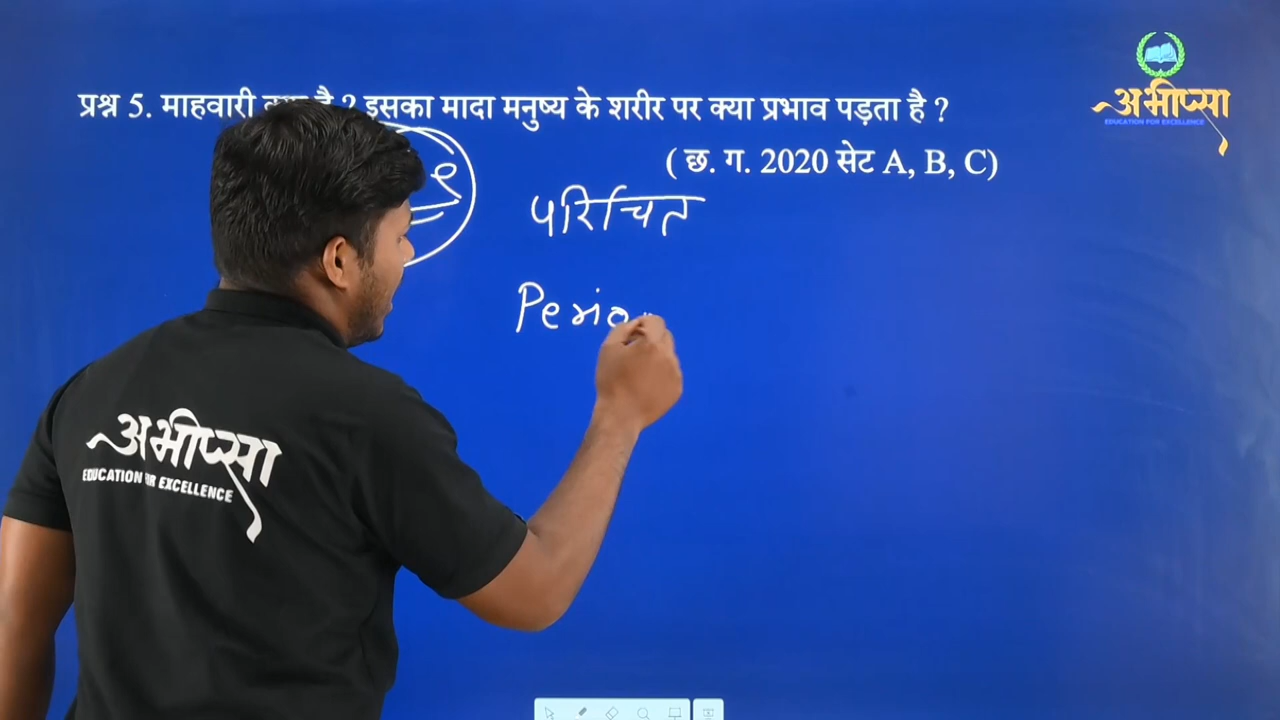 प्रश्न 5. माहवारी है ? इसका मादा मनुष्य के शरीर पर क्या प्रभाव पड़ता है ?
( छ. ग. 2020 सेट A, B, C)
अभीप्सा
EDUCATION FOR EXCELLENCE
परिचित
Perio
अभीप्सा
EDUCATION FOR EXCELLENCE